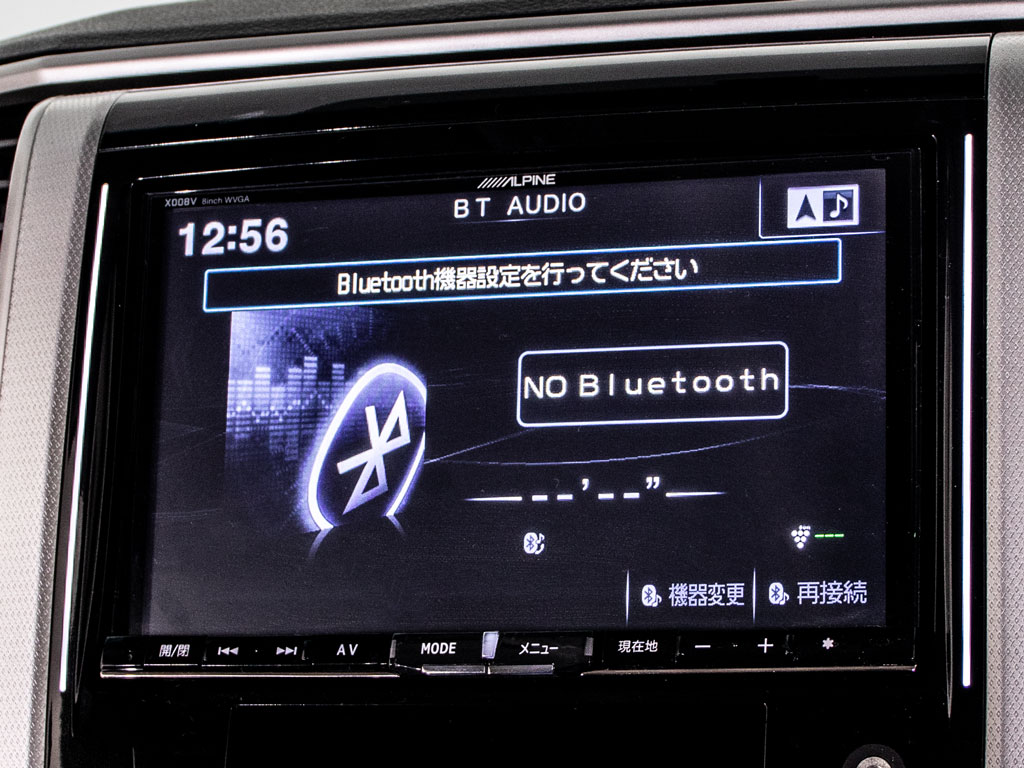 ALPINE
X008V 8inch WVGA
BT AUDIO
12:56
Bluetooth機器設定を行ってください
NO Bluetooth
--'--"
機器変更 再接続
開/閉 AV MODE メニュー 現在地 − + *